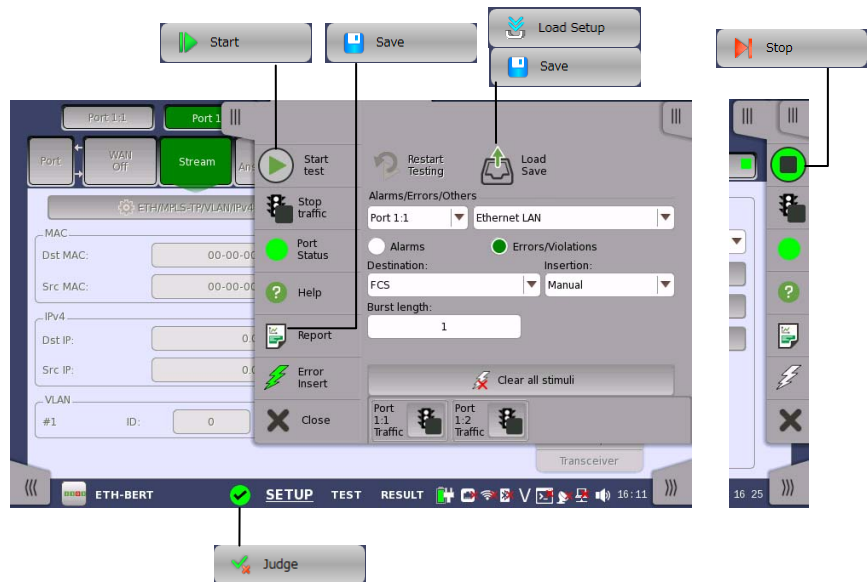 Start
Save
Load Setup
Save
Stop
Port 1:1
Port 1
Port
WAN
Off
Stream
Start
test
Restart
Testing
Load
Save
Stop
traffic
Alarms/Errors/Others
Port 1:1
Ethernet LAN
ETH/MPLS-TP/VLAN/IPv4
Port
Status
Alarms
Errors/Violations
MAC
Dst MAC:
00-00-00
Destination:
Insertion:
FCS
Manual
Src MAC:
00-00-00
Help
Burst length:
1
IPv4
Dst IP:
0.0
Report
Src IP:
0.0
Error
Insert
Clear all stimuli
VLAN
#1
ID:
0
Close
Port
1:1
Traffic
Port
1:2
Traffic
Transceiver
ETH-BERT
SETUP
TEST
RESULT
16:11
16 25
Judge